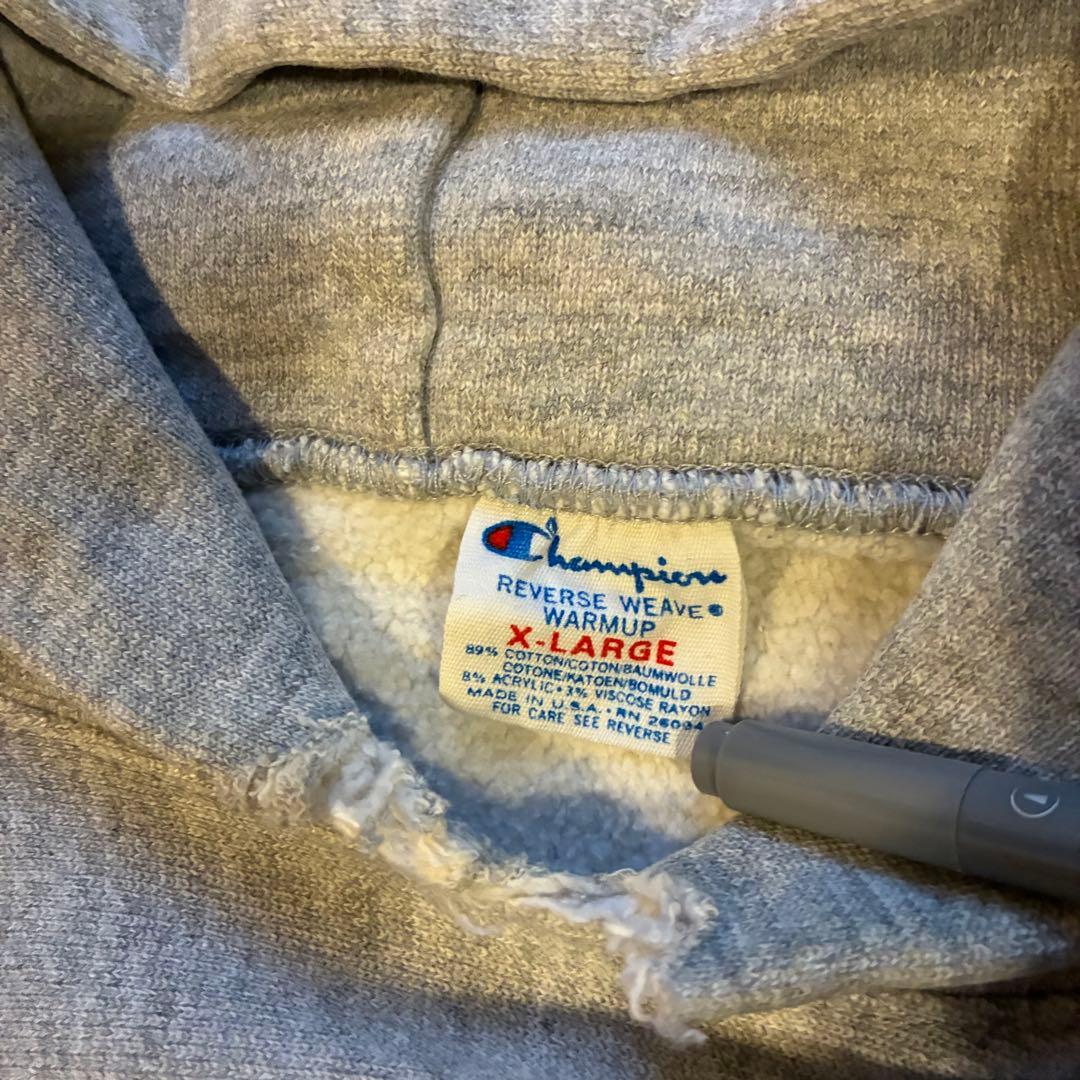 Champion
REVERSE WEAVE®
WARMUP
X-LARGE
89% COTTON/COTON/BAUMWOLLE
COTONE/KATOEN/BOMULD
8% ACRYLIC • 3% VISCOSE RAYON
MADE IN U.S.A. • RN 26094
FOR CARE SEE REVERSE